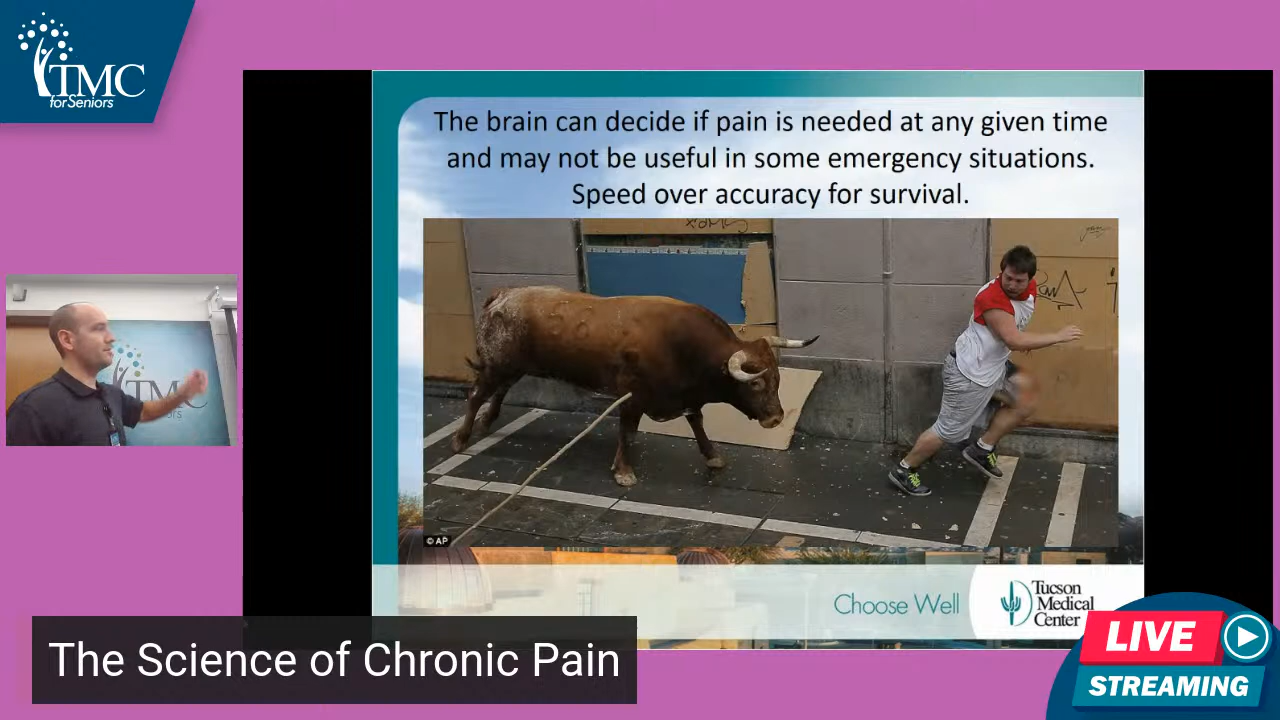 TMC
for Seniors
The brain can decide if pain is needed at any given time
and may not be useful in some emergency situations.
Speed over accuracy for survival.
TMC
© AP
Choose Well
Tucson
Medical
Center
The Science of Chronic Pain
LIVE
STREAMING